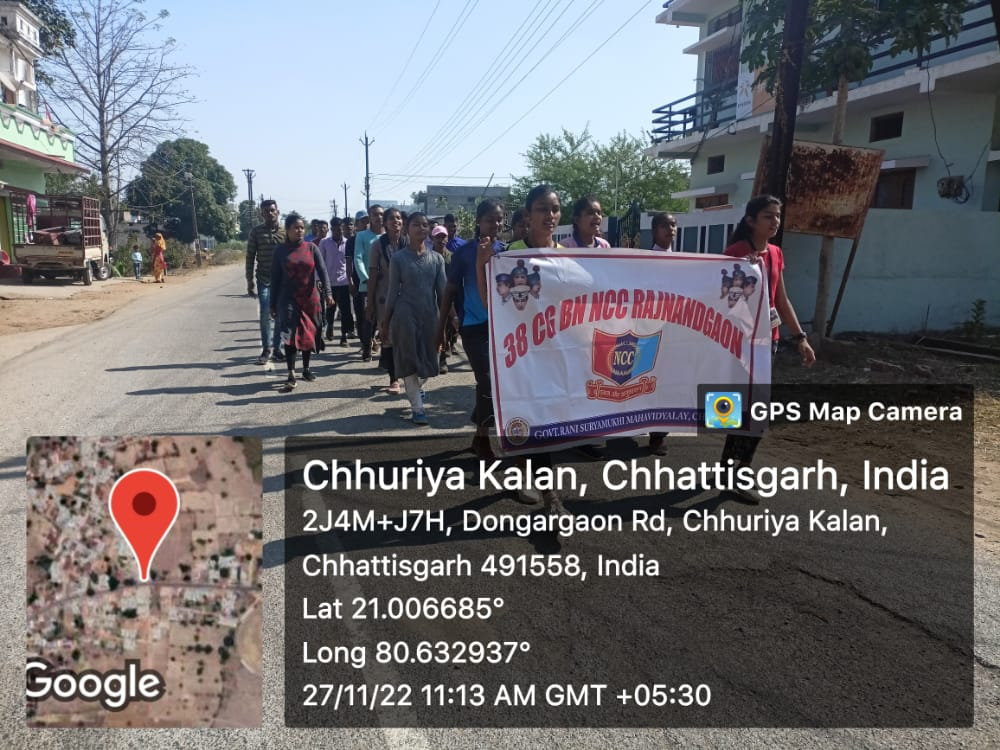 38 CG BN NCC RAJNANDGAON
NCC
GOVT.RANI SURYAMUKHI MAHAVIDYALAY,
GPS Map Camera
Chhuriya Kalan, Chhattisgarh, India
2J4M+J7H, Dongargaon Rd, Chhuriya Kalan,
Chhattisgarh 491558, India
Lat 21.006685°
Long 80.632937°
27/11/22 11:13 AM GMT +05:30
Google